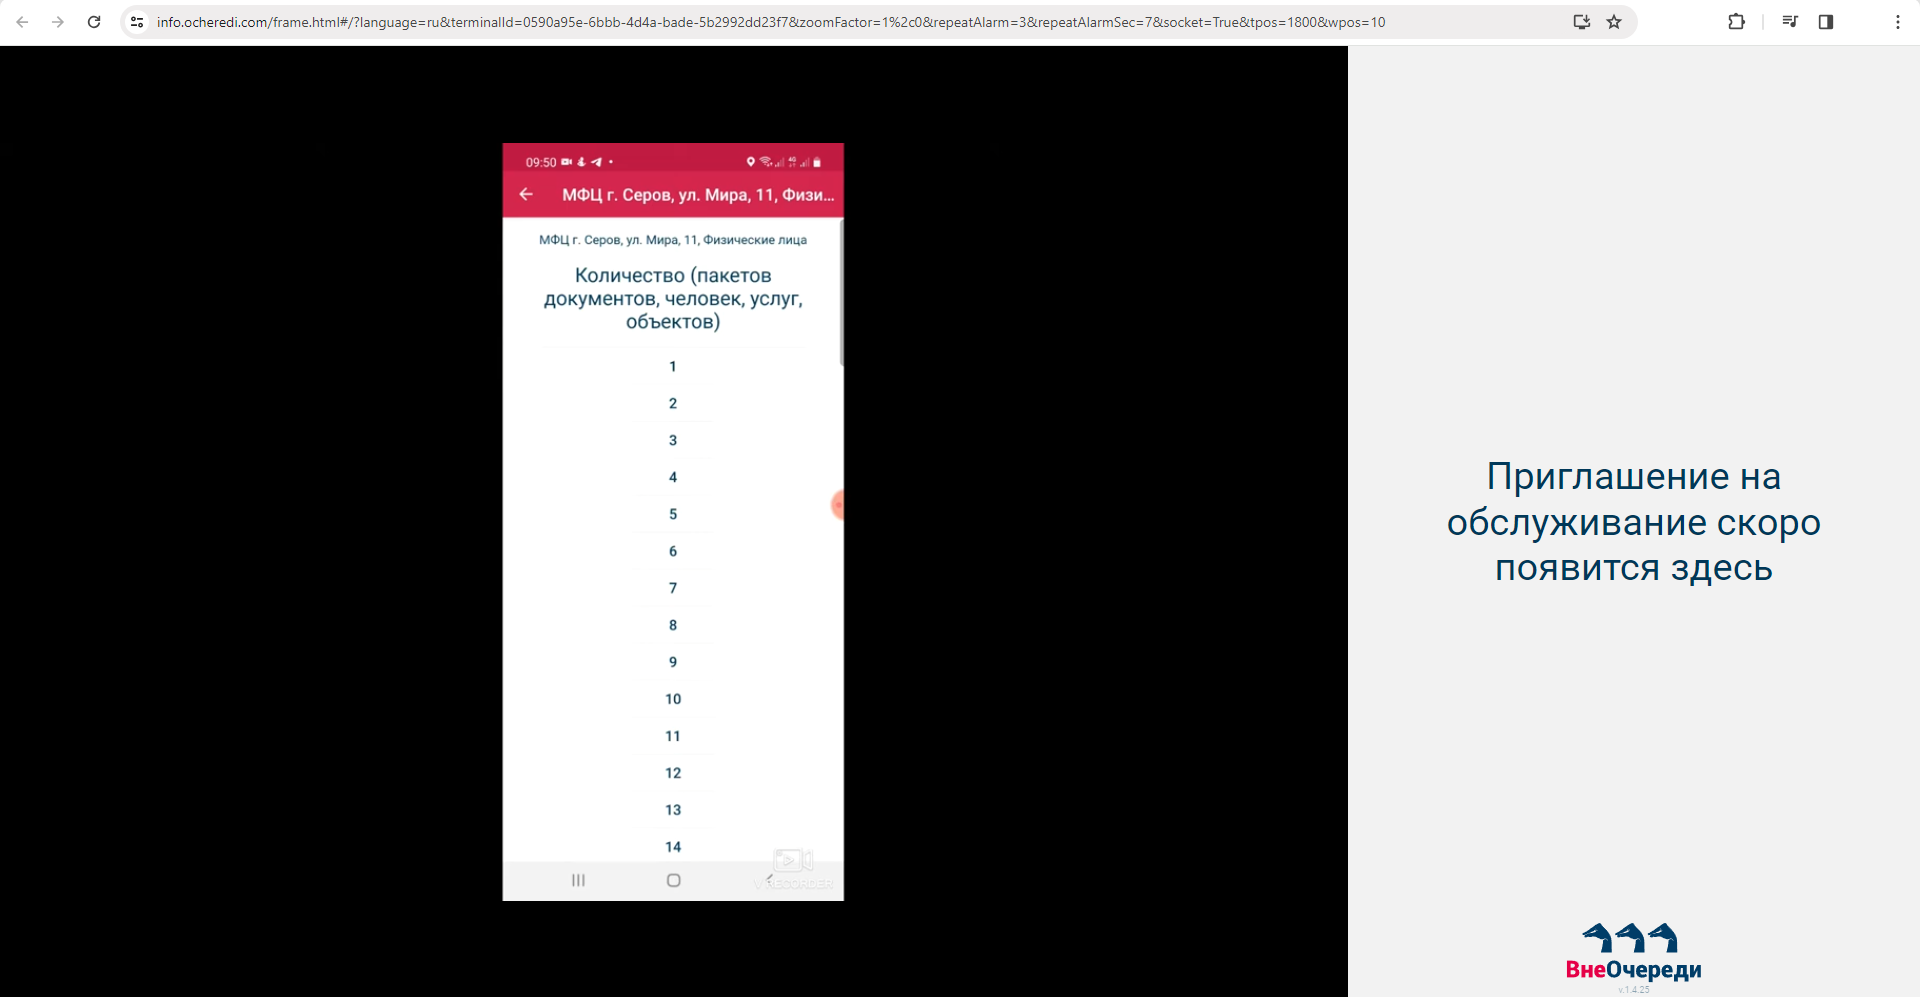 info.ocheredi.com/frame.html#/?language=ru&terminalId=0590a95e-6bbb-4d4a-bade-5b2992dd23f7&zoomFactor=1%2c0&repeatAlarm=3&repeatAlarmSec=7&socket=True&tpos=1800&wpos=10
09:50
4G
МФЦ г. Серов, ул. Мира, 11, Физи...
МФЦ г. Серов, ул. Мира, 11, Физические лица
Количество (пакетов
документов, человек, услуг,
объектов)
1
2
3
4
5
6
7
8
9
10
11
12
13
14
V RECORDER
Приглашение на
обслуживание скоро
появится здесь
ВнеОчереди
v.1.4.25